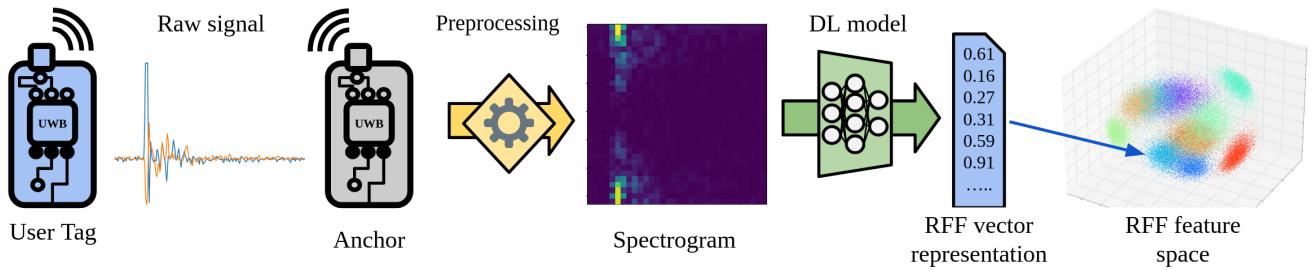 Raw signal
Preprocessing
DL model
UWB
UWB
0.61
0.16
0.27
0.31
0.59
0.91
.....
User Tag
Anchor
Spectrogram
RFF vector
representation
RFF feature
space